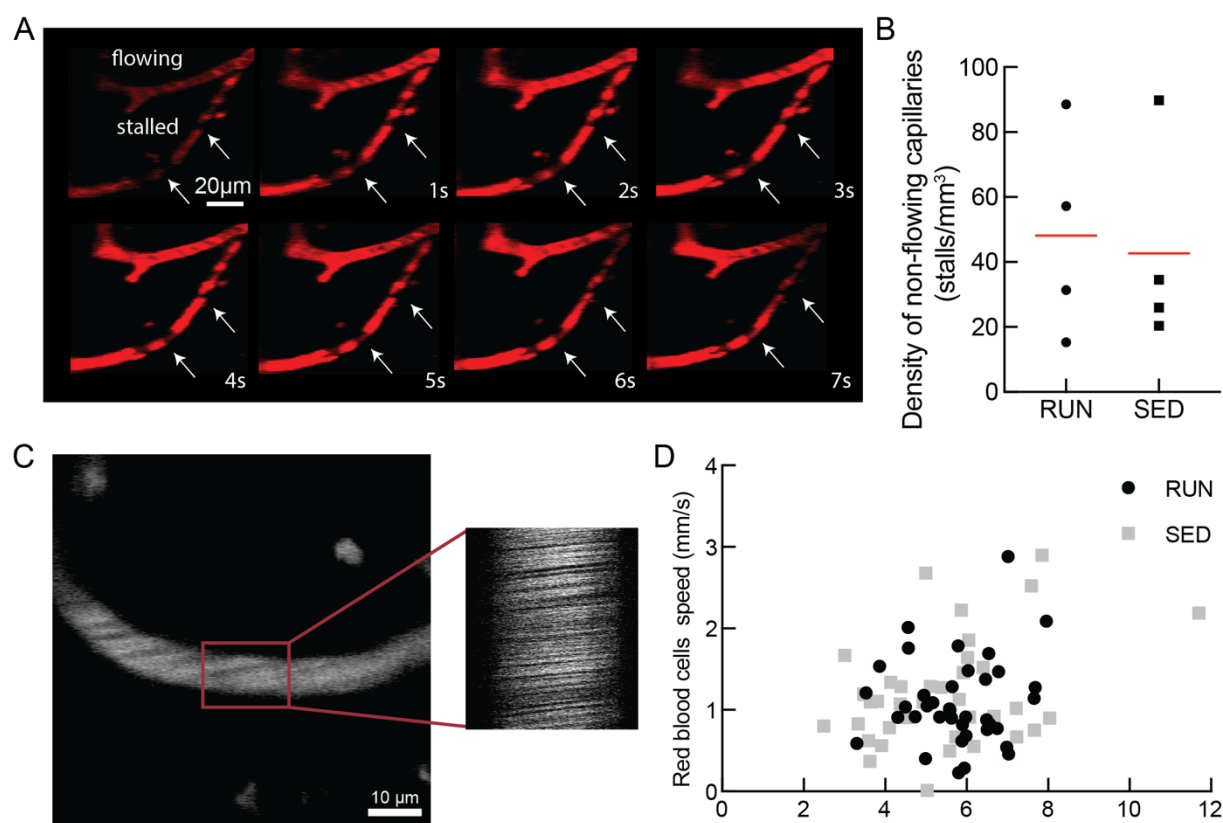 A
flowing
stalled
20µm
1s
2s
3s
4s
5s
6s
7s
B
Density of non-flowing capillaries
(stalls/mm³)
100
80
60
40
20
0
RUN
SED
C
10 µm
D
Red blood cells speed (mm/s)
4
3
2
1
0
0
2
4
6
8
10
12
RUN
SED